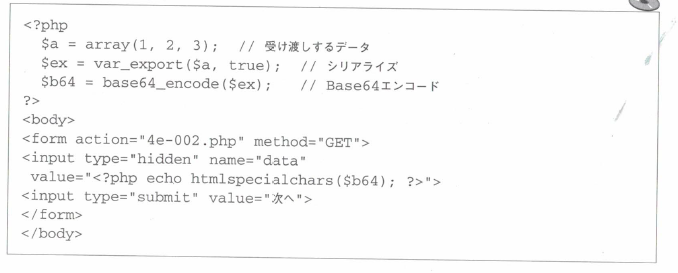 <?php
  $a = array(1, 2, 3);  // 受け渡しするデータ
  $ex = var_export($a, true);  // シリアライズ
  $b64 = base64_encode($ex);   // Base64エンコード
?>
<body>
<form action="4e-002.php" method="GET">
<input type="hidden" name="data"
 value="<?php echo htmlspecialchars($b64); ?>">
<input type="submit" value="次へ">
</form>
</body>